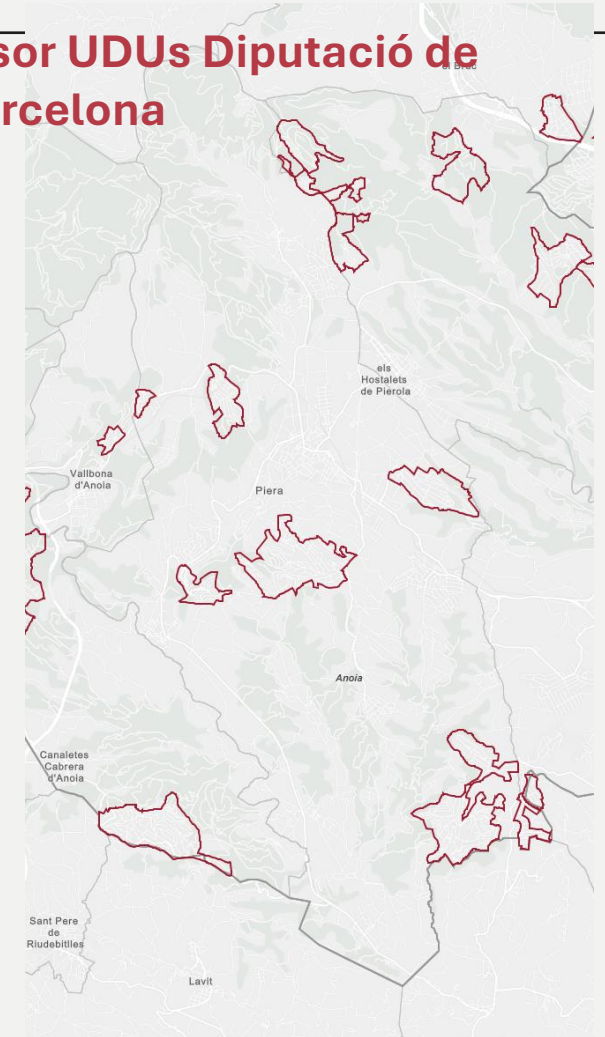 sor UDUs Diputació de
rcelona
el Bruc
els
Hostalets
de Pierola
Vallbona
d'Anoia
Piera
Anoia
Canaletes
Cabrera
d'Anoia
Sant Pere
de
Riudebitlles
Lavit